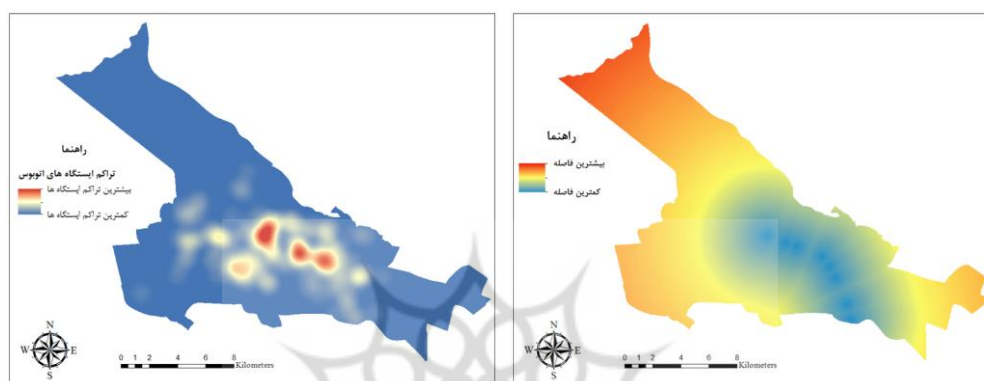 راهنما
تراکم ایستگاه های اتوبوس
بیشترین تراکم ایستگاه ها
کمترین تراکم ایستگاه ها
N
W E
S
0 1 2 4 6 8
Kilometers
راهنما
بیشترین فاصله
کمترین فاصله
N
W E
S
0 1 2 4 6 8
Kilometers